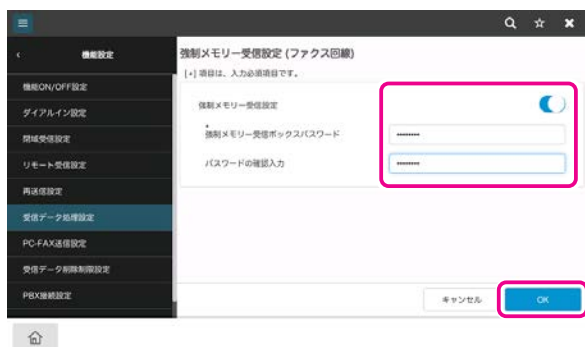 機能設定
機能ON/OFF設定
ダイアルイン設定
閉域受信設定
リモート受信設定
再送信設定
受信データ処理設定
PC-FAX送信設定
受信データ削除制限設定
PBX接続設定
強制メモリー受信設定 (ファクス回線)
[*] 項目は、入力必須項目です。
強制メモリー受信設定
*
強制メモリー受信ボックスパスワード
パスワードの確認入力
キャンセル
OK